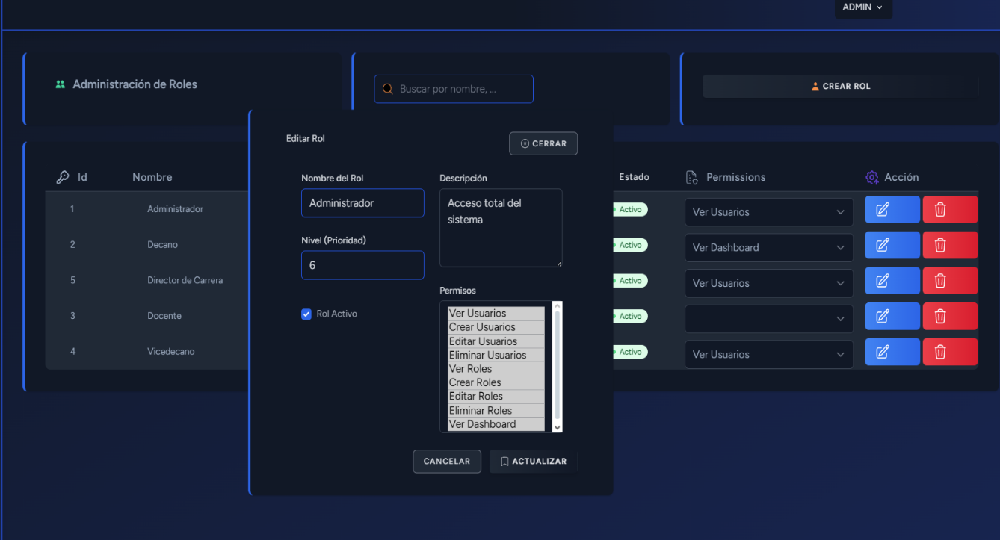 ADMIN
Administración de Roles
Buscar por nombre, ...
CREAR ROL
Editar Rol
CERRAR
Nombre del Rol
Administrador
Descripción
Acceso total del
sistema
Nivel (Prioridad)
6
Rol Activo
Permisos
Ver Usuarios
Crear Usuarios
Editar Usuarios
Eliminar Usuarios
Ver Roles
Crear Roles
Editar Roles
Eliminar Roles
Ver Dashboard
CANCELAR
ACTUALIZAR
Id Nombre Estado Permissions Acción
1 Administrador Activo Ver Usuarios
2 Decano Activo Ver Dashboard
5 Director de Carrera Activo Ver Usuarios
3 Docente Activo
4 Vicedecano Activo Ver Usuarios